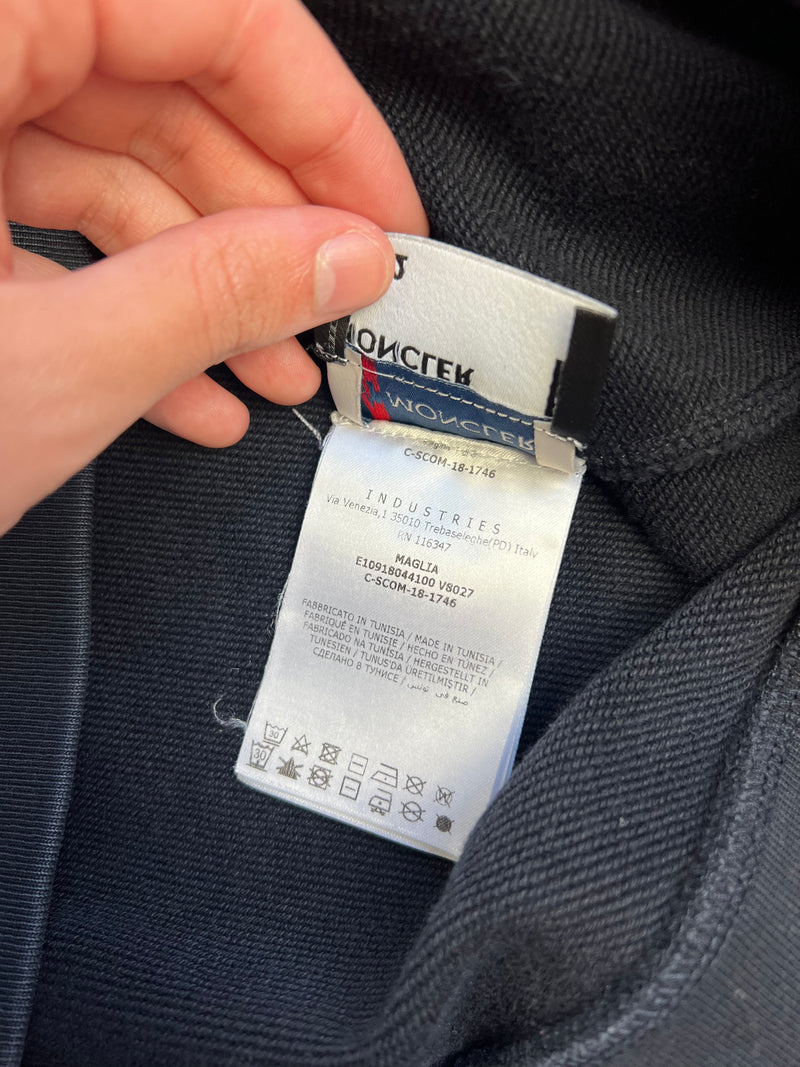 MONCLER
MONCLER
C-SCOM-18-1746
INDUSTRIES
Via Venezia,1 35010 Trebaseleghe(PD) Italy
RN 116347
MAGLIA
E10918044100 V8027
C-SCOM-18-1746
FABBRICATO IN TUNISIA / MADE IN TUNISIA /
FABRIQUÉ EN TUNISIE / HECHO EN TÚNEZ /
FABRICADO NA TUNÍSIA / HERGESTELLT IN
TUNESIEN / TUNUS'DA ÜRETILMIŞTIR /
СДЕЛАНО В ТУНИСЕ / صنع في تونس
30
W
30